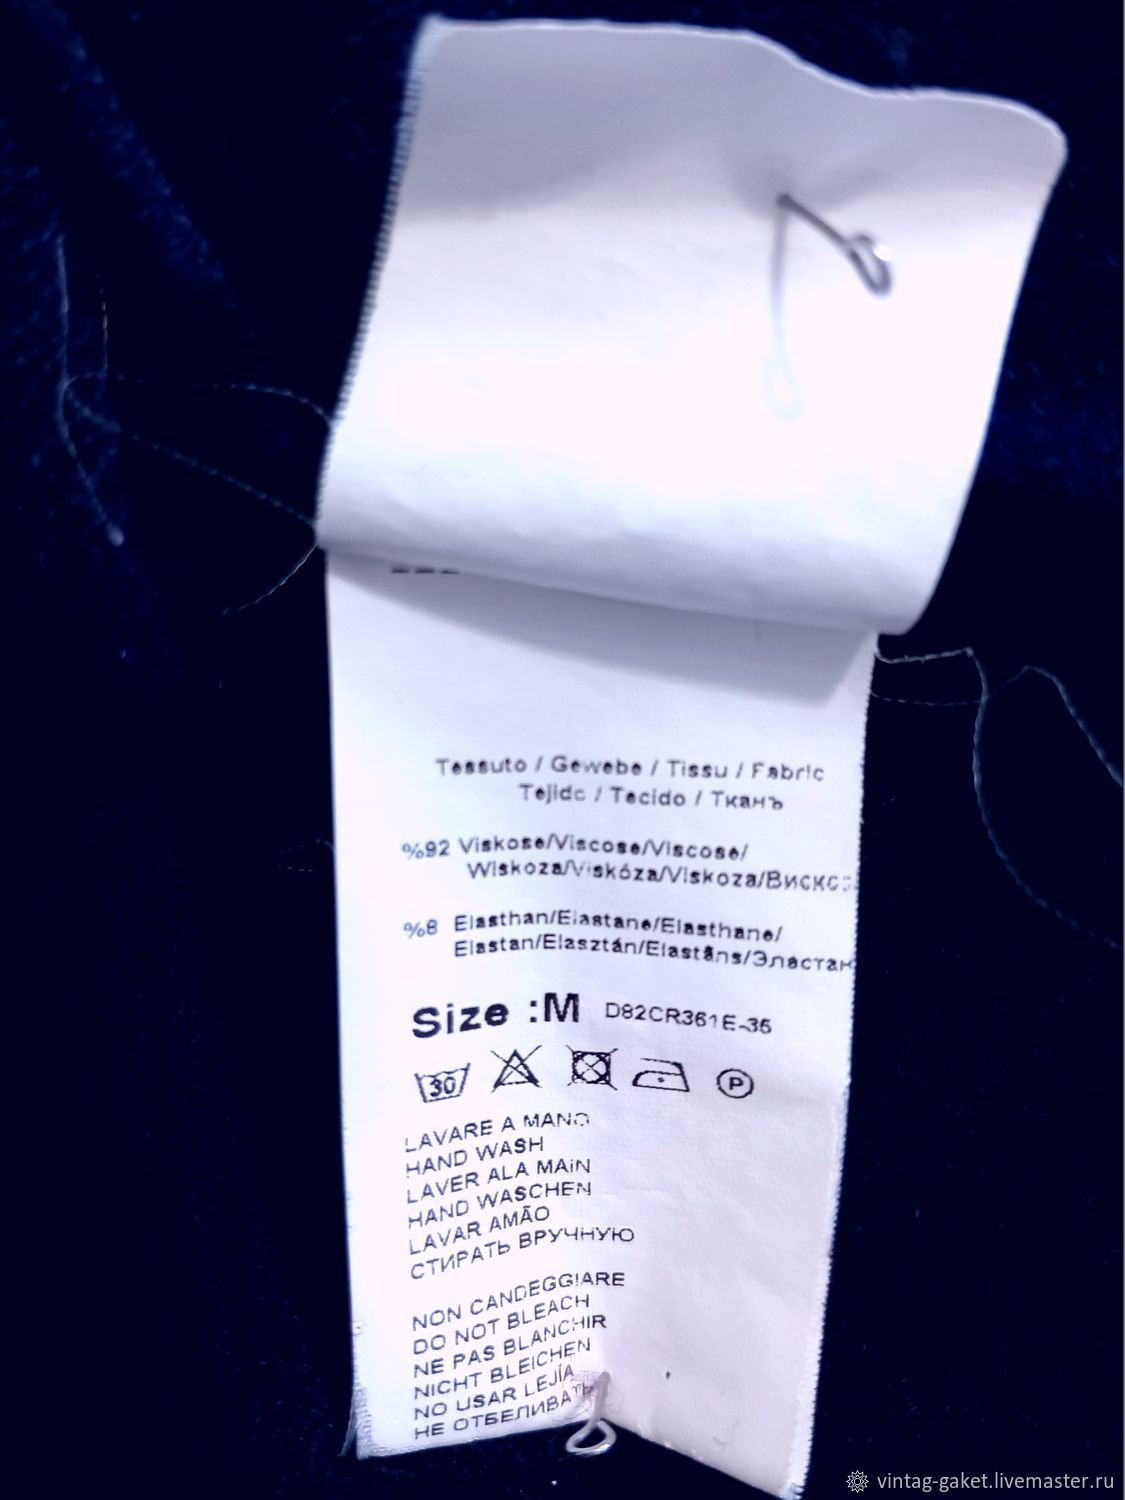 Tessuto / Gewebe / Tissu / Fabric
Tejido / Tecido / Тканъ
%92 Viskose/Viscose/Viscose/
Wiskoza/Viskóza/Viskoza/Виско
%8 Elasthan/Elastane/Elasthane/
Elastan/Elasztán/Elastāns/Эластан
Size :M D82CR361E-35
30
P
LAVARE A MANO
HAND WASH
LAVER ALA MAiN
HAND WASCHEN
LAVAR AMÃO
СТИРАТЬ ВРУЧНУЮ
NON CANDEGGIARE
DO NOT BLEACH
NE PAS BLANCHIR
NICHT BLEICHEN
NO USAR LEJÍA
НЕ ОТБЕЛИВАТЬ
vintag-gaket.livemaster.ru